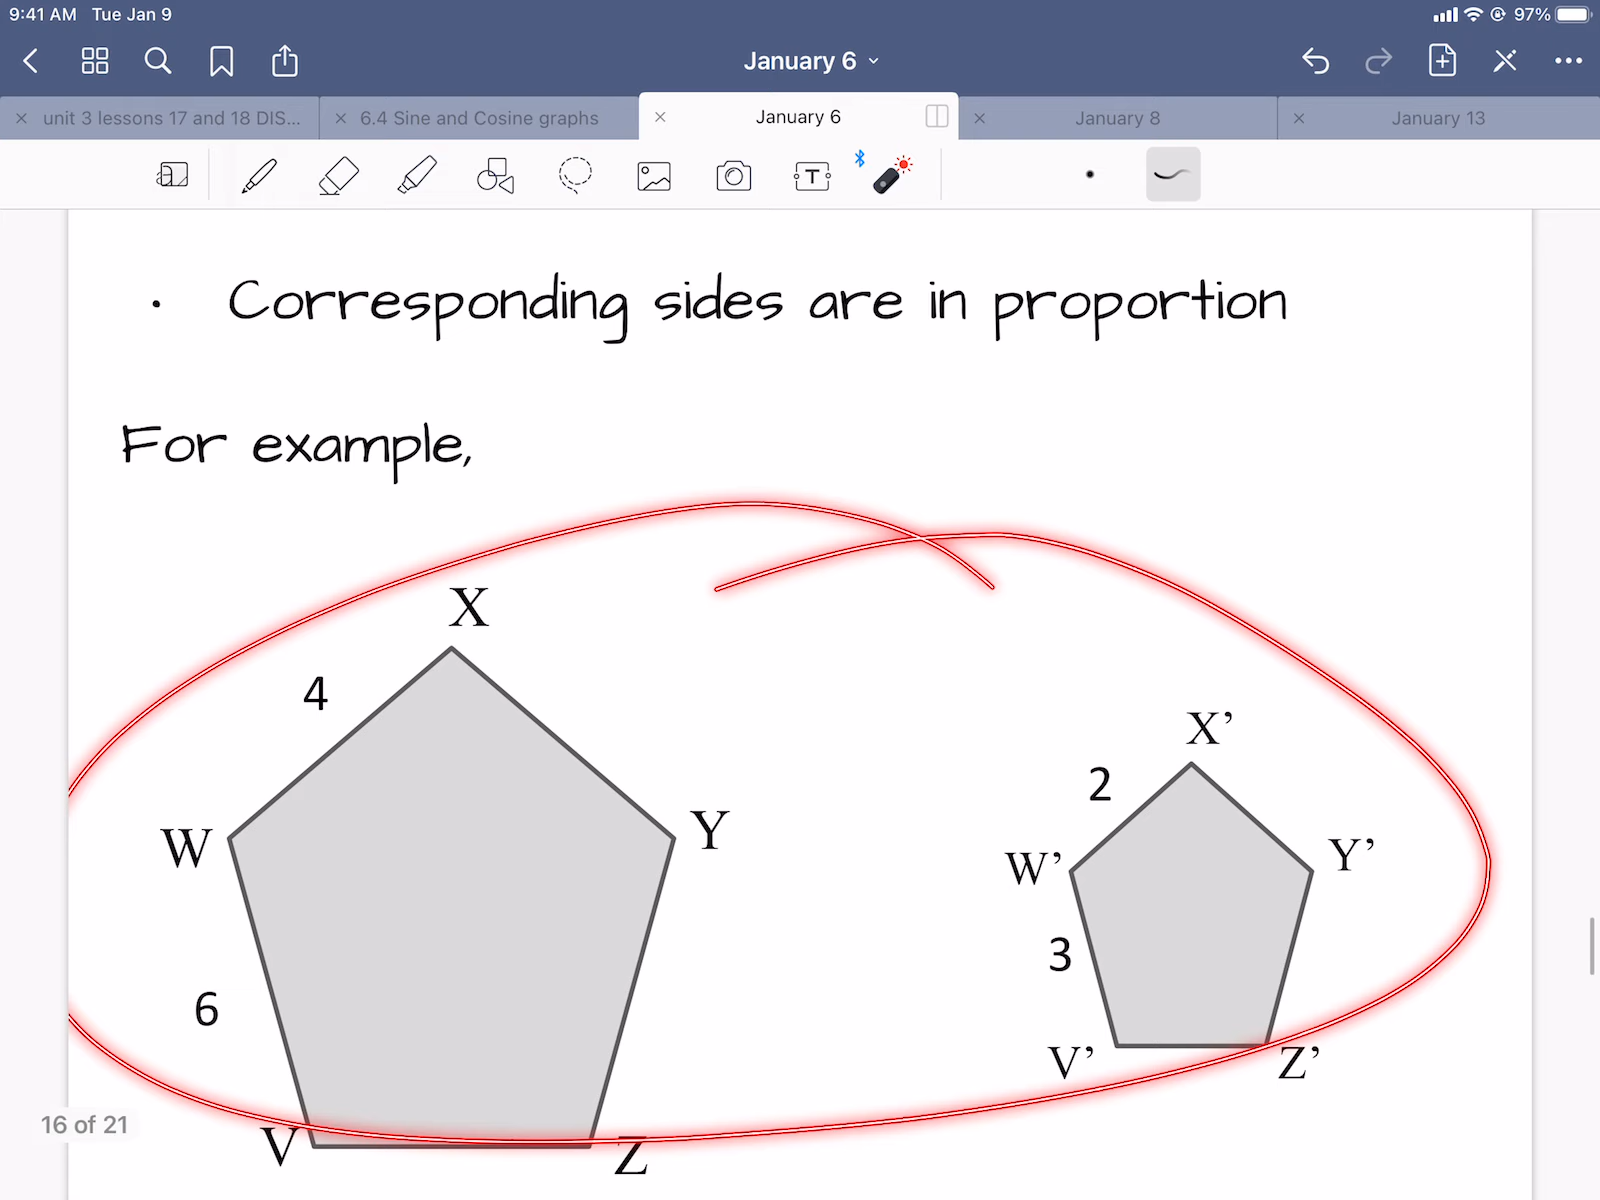 9:41 AM Tue Jan 9
97%
January 6
unit 3 lessons 17 and 18 DIS...
6.4 Sine and Cosine graphs
January 6
January 8
January 13
T
· Corresponding sides are in proportion
For example,
X
4
X’
2
W
Y
W’
Y’
3
6
V’
Z’
16 of 21
V
Z